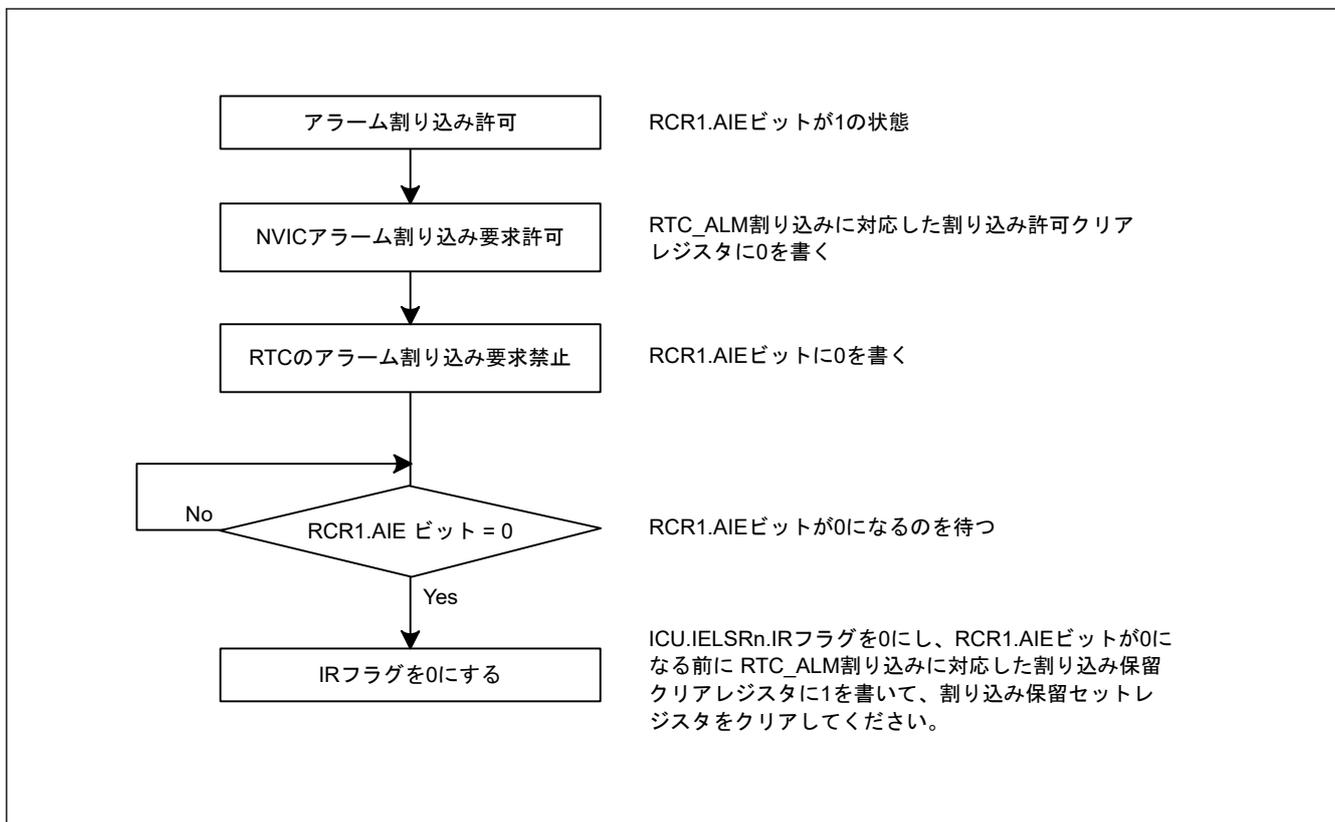 アラーム割り込み許可
RCR1.AIEビットが1の状態
NVICアラーム割り込み要求許可
RTC_ALM割り込みに対応した割り込み許可クリア
レジスタに0を書く
RTCのアラーム割り込み要求禁止
RCR1.AIEビットに0を書く
No
RCR1.AIE ビット = 0
RCR1.AIEビットが0になるのを待つ
Yes
IRフラグを0にする
ICU.IELSRn.IRフラグを0にし、RCR1.AIEビットが0に
なる前に RTC_ALM割り込みに対応した割り込み保留
クリアレジスタに1を書いて、割り込み保留セットレ
ジスタをクリアしてください。